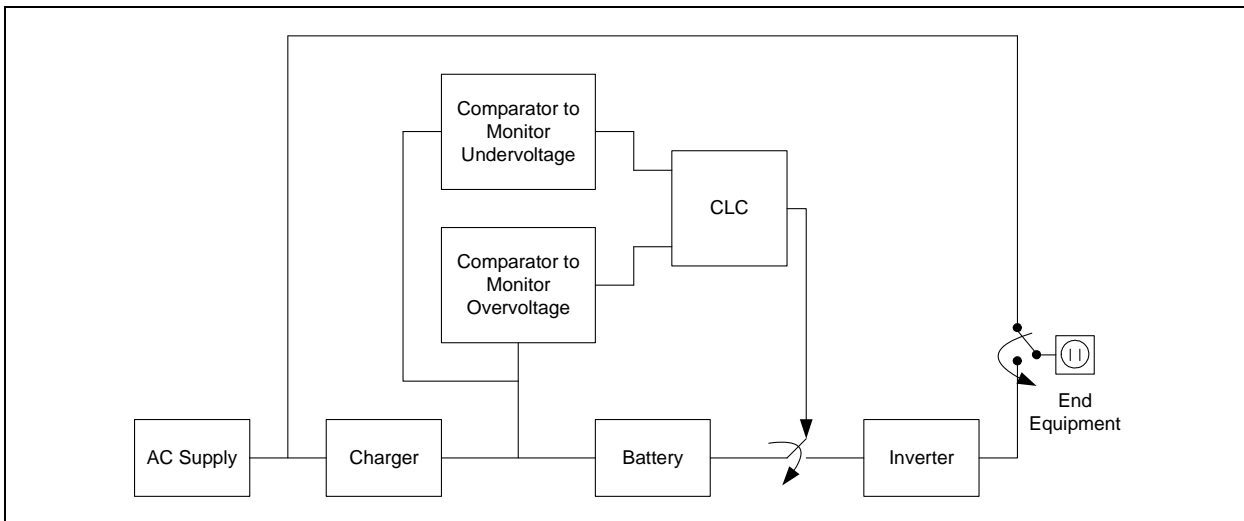 Comparator to
Monitor
Undervoltage
CLC
Comparator to
Monitor
Overvoltage
End
Equipment
AC Supply
Charger
Battery
Inverter